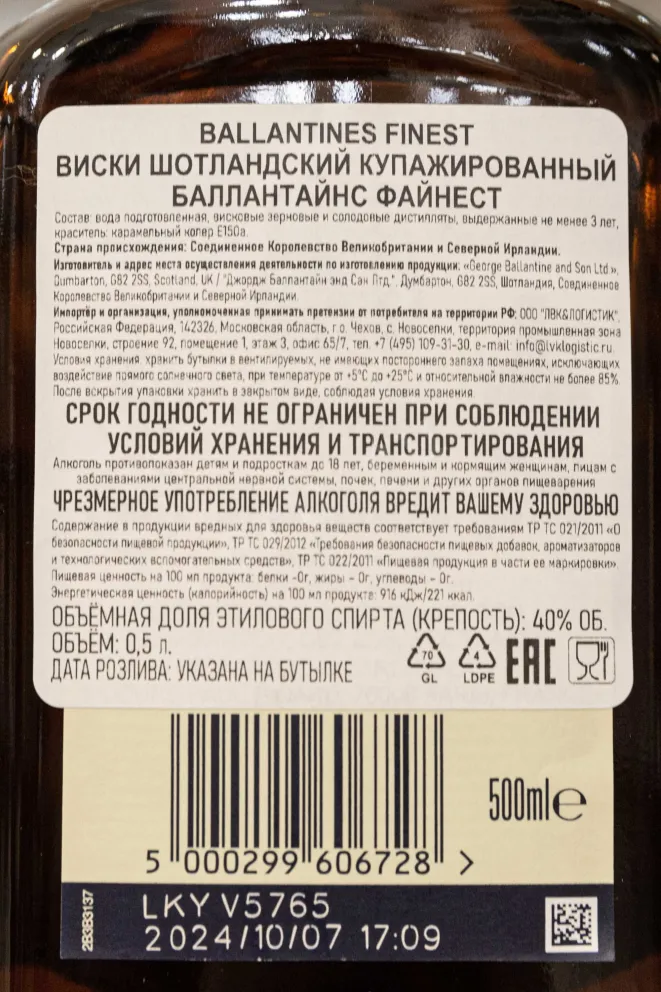 BALLANTINES FINEST
ВИСКИ ШОТЛАНДСКИЙ КУПАЖИРОВАННЫЙ
БАЛЛАНТАЙНС ФАЙНЕСТ
Состав: вода подготовленная, висковые зерновые и солодовые дистилляты, выдержанные не менее 3 лет,
краситель: карамельный колер Е150а.
Страна происхождения: Соединенное Королевство Великобритании и Северной Ирландии.
Изготовитель и адрес места осуществления деятельности по изготовлению продукции: «George Ballantine and Son Ltd.»,
Dumbarton, G82 2SS, Scotland, UK / "Джордж Баллантайн энд Сан Лтд.", Думбартон, G82 2SS, Шотландия, Соединенное
Королевство Великобритании и Северной Ирландии.
Импортёр и организация, уполномоченная принимать претензии от потребителя на территории РФ: ООО "ЛВК&ЛОГИСТИК",
Российская Федерация, 142326, Московская область, г.о. Чехов, с. Новоселки, территория промышленная зона
Новоселки, строение 92, помещение 1, этаж 3, офис 65/7, тел. +7 (495) 109-31-30, e-mail: info@lvklogistic.ru.
Условия хранения: хранить бутылки в вентилируемых, не имеющих постороннего запаха помещениях, исключающих
воздействие прямого солнечного света, при температуре от +5°С до +25°С и относительной влажности не более 85%.
После вскрытия упаковки хранить в закрытом виде, соблюдая условия хранения.
СРОК ГОДНОСТИ НЕ ОГРАНИЧЕН ПРИ СОБЛЮДЕНИИ
УСЛОВИЙ ХРАНЕНИЯ И ТРАНСПОРТИРОВАНИЯ
Алкоголь противопоказан детям и подросткам до 18 лет, беременным и кормящим женщинам, лицам с
заболеваниями центральной нервной системы, почек, печени и других органов пищеварения
ЧРЕЗМЕРНОЕ УПОТРЕБЛЕНИЕ АЛКОГОЛЯ ВРЕДИТ ВАШЕМУ ЗДОРОВЬЮ
Содержание в продукции вредных для здоровья веществ соответствует требованиям ТР ТС 021/2011 «О
безопасности пищевой продукции», ТР ТС 029/2012 «Требования безопасности пищевых добавок, ароматизаторов
и технологических вспомогательных средств», ТР ТС 022/2011 «Пищевая продукция в части ее маркировки».
Пищевая ценность на 100 мл продукта: белки -0г, жиры – 0г, углеводы – 0г.
Энергетическая ценность (калорийность) на 100 мл продукта: 916 кДж/221 ккал.
ОБЪЁМНАЯ ДОЛЯ ЭТИЛОВОГО СПИРТА (КРЕПОСТЬ): 40% ОБ.
ОБЪЁМ: 0,5 л.
ДАТА РОЗЛИВА: УКАЗАНА НА БУТЫЛКЕ
70
GL
4
LDPE
EAC
500ml e
5 000299 606728 >
2B3B3137
LKY V5765
2024/10/07 17:09